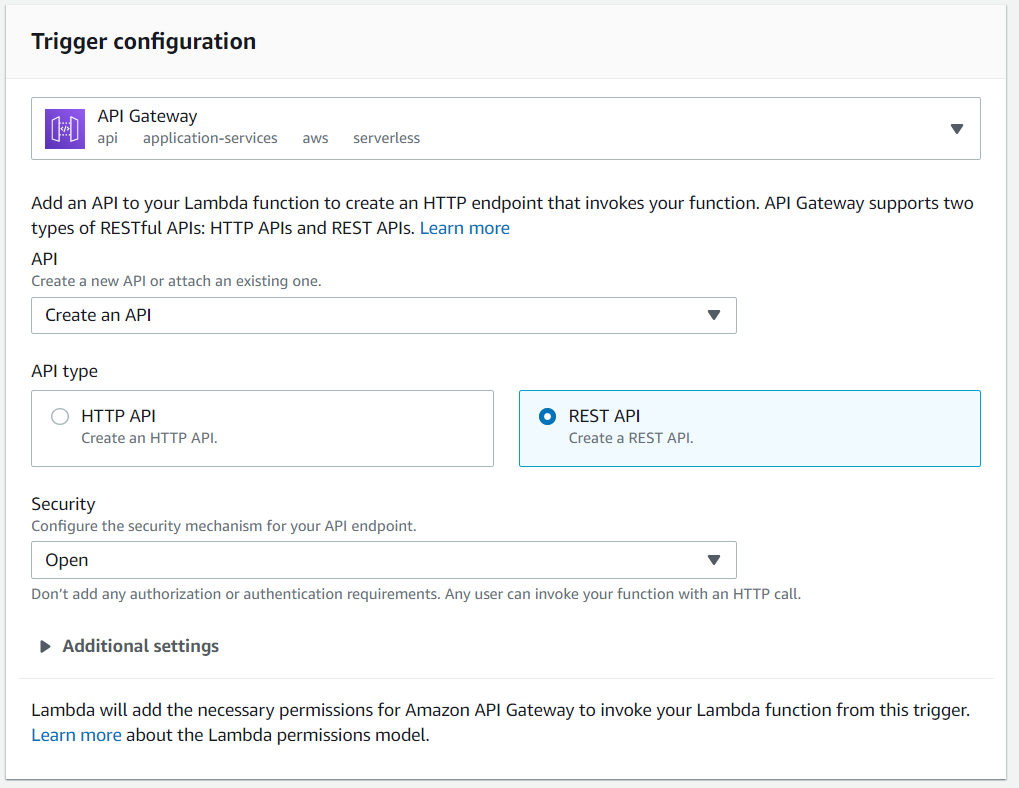 Trigger configuration
API Gateway
api application-services aws serverless
Add an API to your Lambda function to create an HTTP endpoint that invokes your function. API Gateway supports two
types of RESTful APIs: HTTP APIs and REST APIs. Learn more
API
Create a new API or attach an existing one.
Create an API
API type
HTTP API
Create an HTTP API.
REST API
Create a REST API.
Security
Configure the security mechanism for your API endpoint.
Open
Don't add any authorization or authentication requirements. Any user can invoke your function with an HTTP call.
Additional settings
Lambda will add the necessary permissions for Amazon API Gateway to invoke your Lambda function from this trigger.
Learn more about the Lambda permissions model.